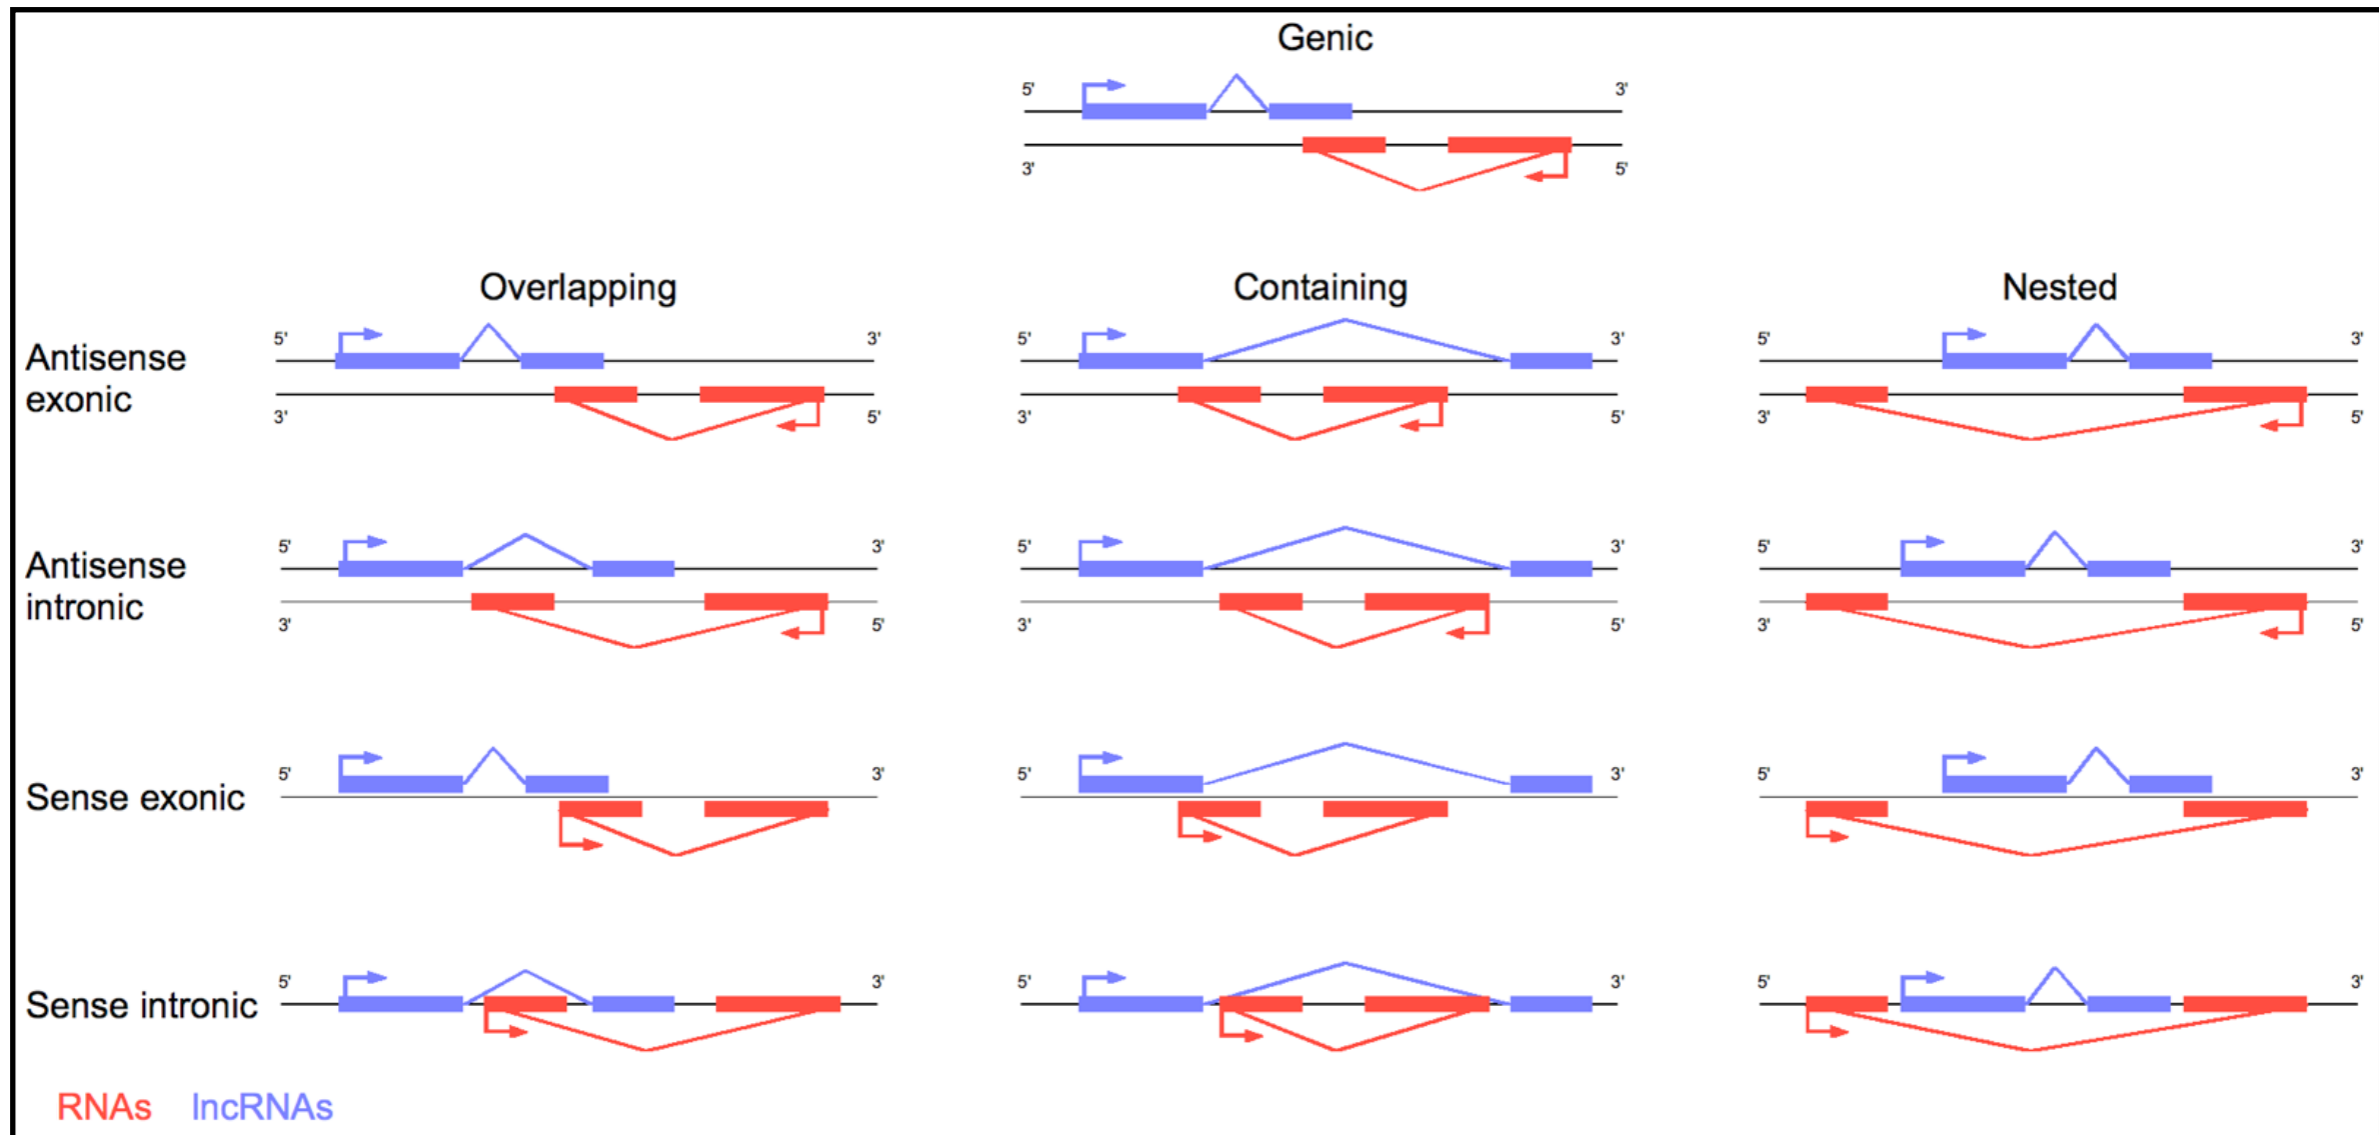 Genic
5' 3'
3' 5'
Overlapping Containing Nested
5' 3' 5' 3' 5' 3'
Antisense
exonic
3' 5' 3' 5' 3' 5'
5' 3' 5' 3' 5' 3'
Antisense
intronic
3' 5' 3' 5' 3' 5'
5' 3' 5' 3' 5' 3'
Sense exonic
5' 3' 5' 3' 5' 3'
Sense intronic
RNAs lncRNAs